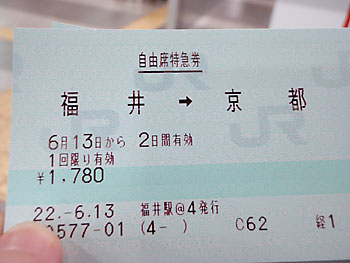 自由席特急券
福井 → 京都
6月13日から 2日間有効
1回限り有効
¥1,780
22.-6.13 福井駅@4発行
0577-01 (4-) C62 経1